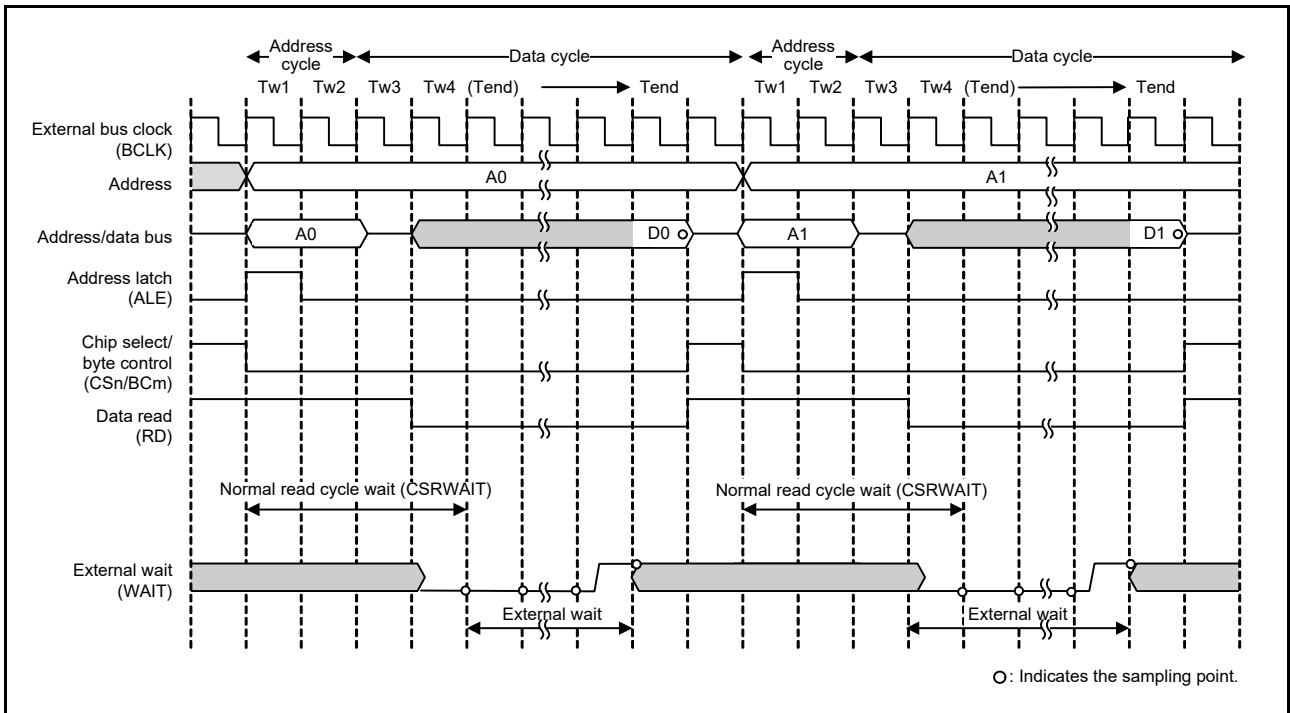 Address cycle
Data cycle
Address cycle
Data cycle
Tw1 Tw2 Tw3 Tw4 (Tend) Tend Tw1 Tw2 Tw3 Tw4 (Tend) Tend
External bus clock
(BCLK)
Address
A0
A1
Address/data bus
A0
D0
A1
D1
Address latch
(ALE)
Chip select/
byte control
(CSn/BCm)
Data read
(RD)
Normal read cycle wait (CSRWAIT)
Normal read cycle wait (CSRWAIT)
External wait
(WAIT)
External wait
External wait
: Indicates the sampling point.